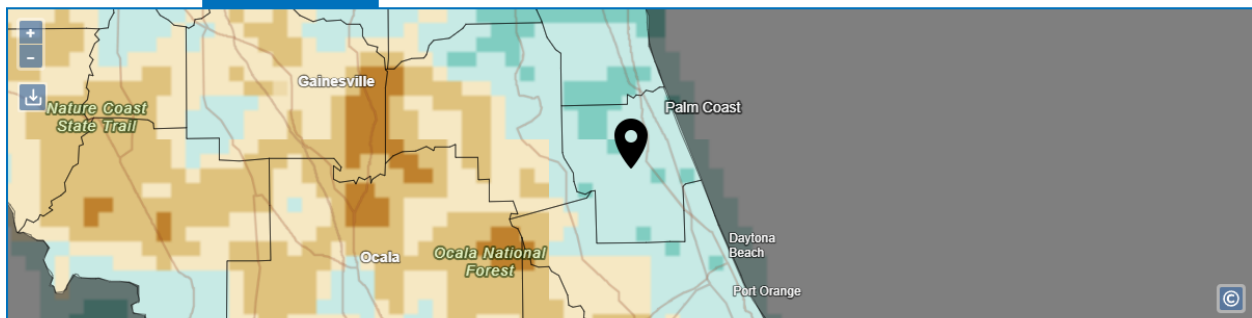 +
−
Gainesville
Nature Coast
State Trail
Palm Coast
Ocala
Ocala National
Forest
Daytona
Beach
Port Orange
©